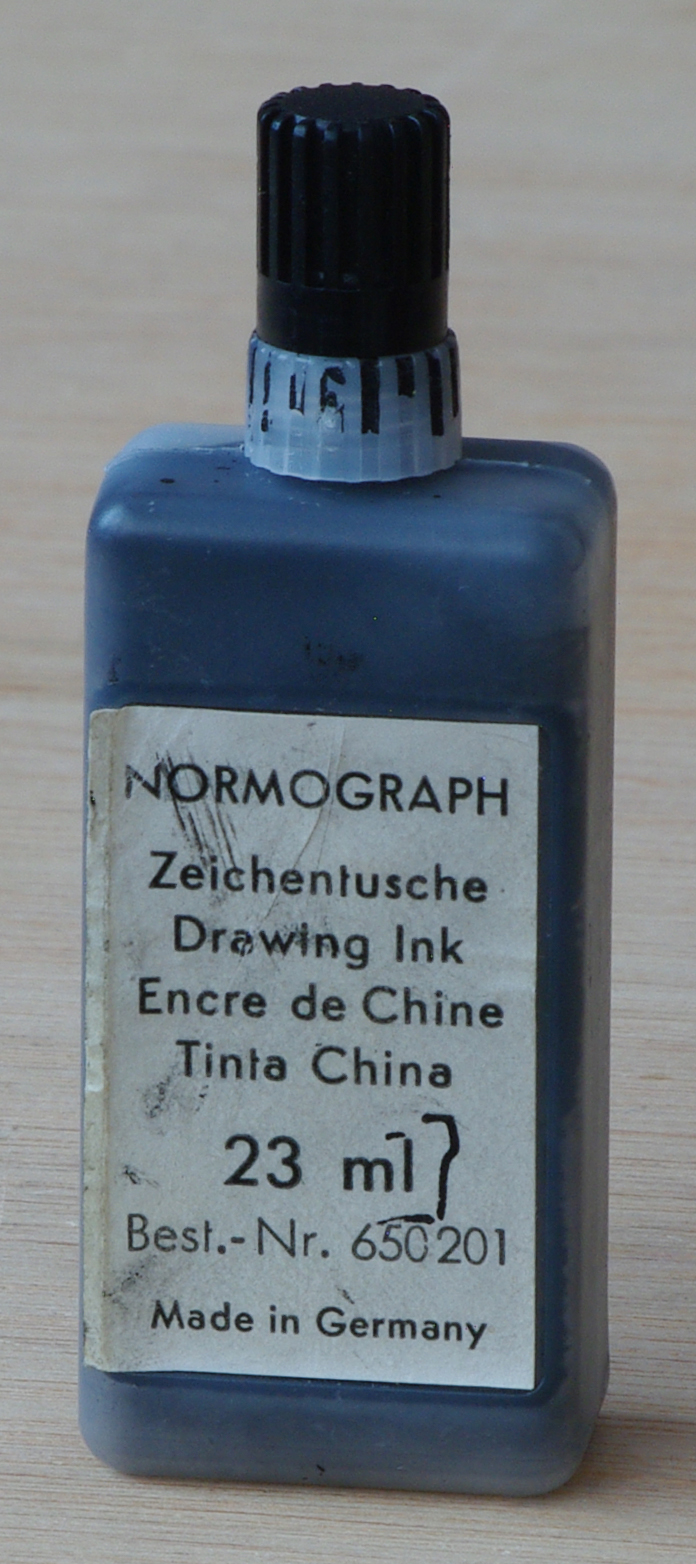 NORMOGRAPH
Zeichentusche
Drawing Ink
Encre de Chine
Tinta China
23 ml
Best.-Nr. 650201
Made in Germany